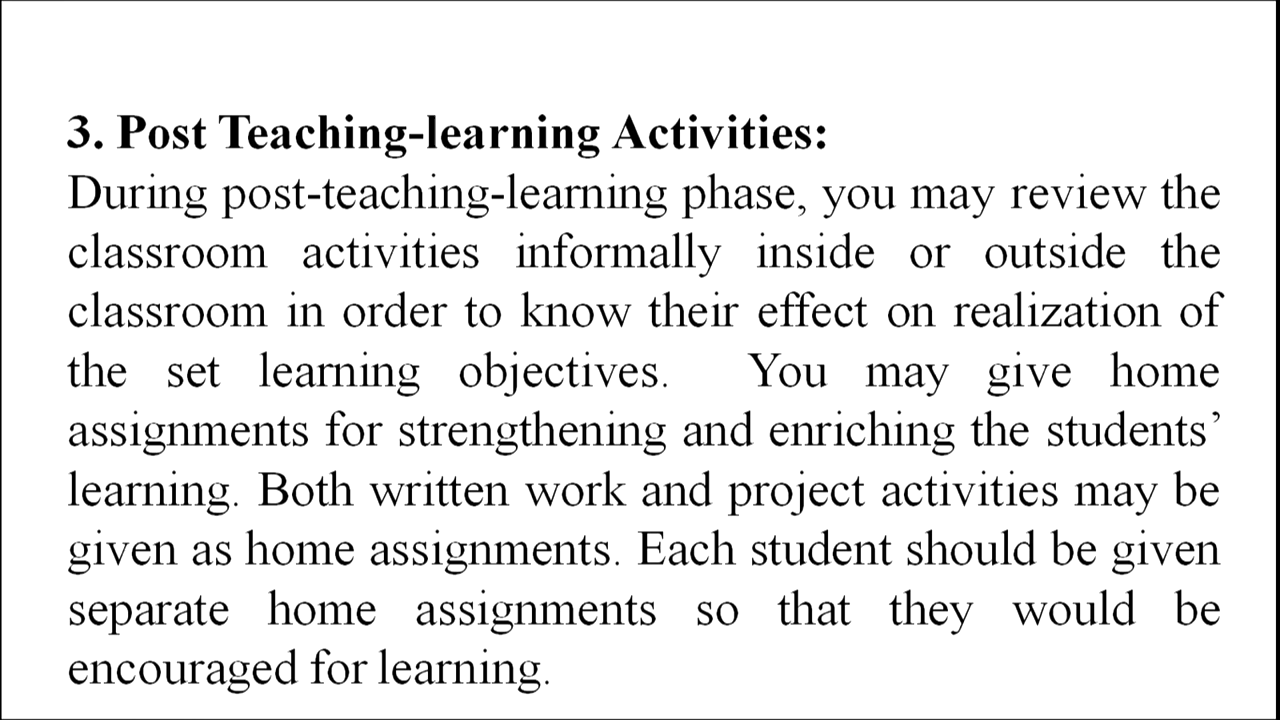 3. Post Teaching-learning Activities:
During post-teaching-learning phase, you may review the
classroom activities informally inside or outside the
classroom in order to know their effect on realization of
the set learning objectives. You may give home
assignments for strengthening and enriching the students’
learning. Both written work and project activities may be
given as home assignments. Each student should be given
separate home assignments so that they would be
encouraged for learning.